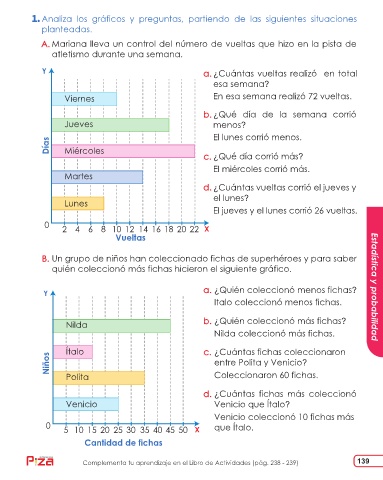 1. Analiza los gráficos y preguntas, partiendo de las siguientes situaciones
planteadas.
A. Mariana lleva un control del número de vueltas que hizo en la pista de
atletismo durante una semana.
Y
Días
Viernes
Jueves
Miércoles
Martes
Lunes
0
2 4 6 8 10 12 14 16 18 20 22 X
Vueltas
a. ¿Cuántas vueltas realizó en total
esa semana?
En esa semana realizó 72 vueltas.
b. ¿Qué día de la semana corrió
menos?
El lunes corrió menos.
c. ¿Qué día corrió más?
El miércoles corrió más.
d. ¿Cuántas vueltas corrió el jueves y
el lunes?
El jueves y el lunes corrió 26 vueltas.
B. Un grupo de niños han coleccionado fichas de superhéroes y para saber
quién coleccionó más fichas hicieron el siguiente gráfico.
Y
Niños
Nilda
Ítalo
Polita
Venicio
0
5 10 15 20 25 30 35 40 45 50 X
Cantidad de fichas
a. ¿Quién coleccionó menos fichas?
Italo coleccionó menos fichas.
b. ¿Quién coleccionó más fichas?
Nilda coleccionó más fichas.
c. ¿Cuántas fichas coleccionaron
entre Polita y Venicio?
Coleccionaron 60 fichas.
d. ¿Cuántas fichas más coleccionó
Venicio que Ítalo?
Venicio coleccionó 10 fichas más
que Ítalo.
Estadística y probabilidad
Complementa tu aprendizaje en el Libro de Actividades (pág. 238 - 239)
139